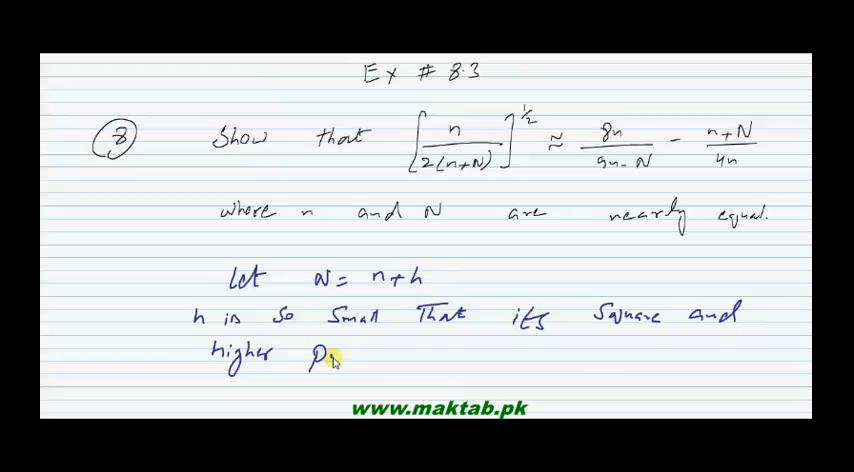 Ex # 8.3
8 Show that [n / 2(n+N)]^1/2 ≈ 8n / 9n-N - n+N / 4n
where n and N are nearly equal.
Let N = n+h
h is so small that its square and
higher
www.maktab.pk